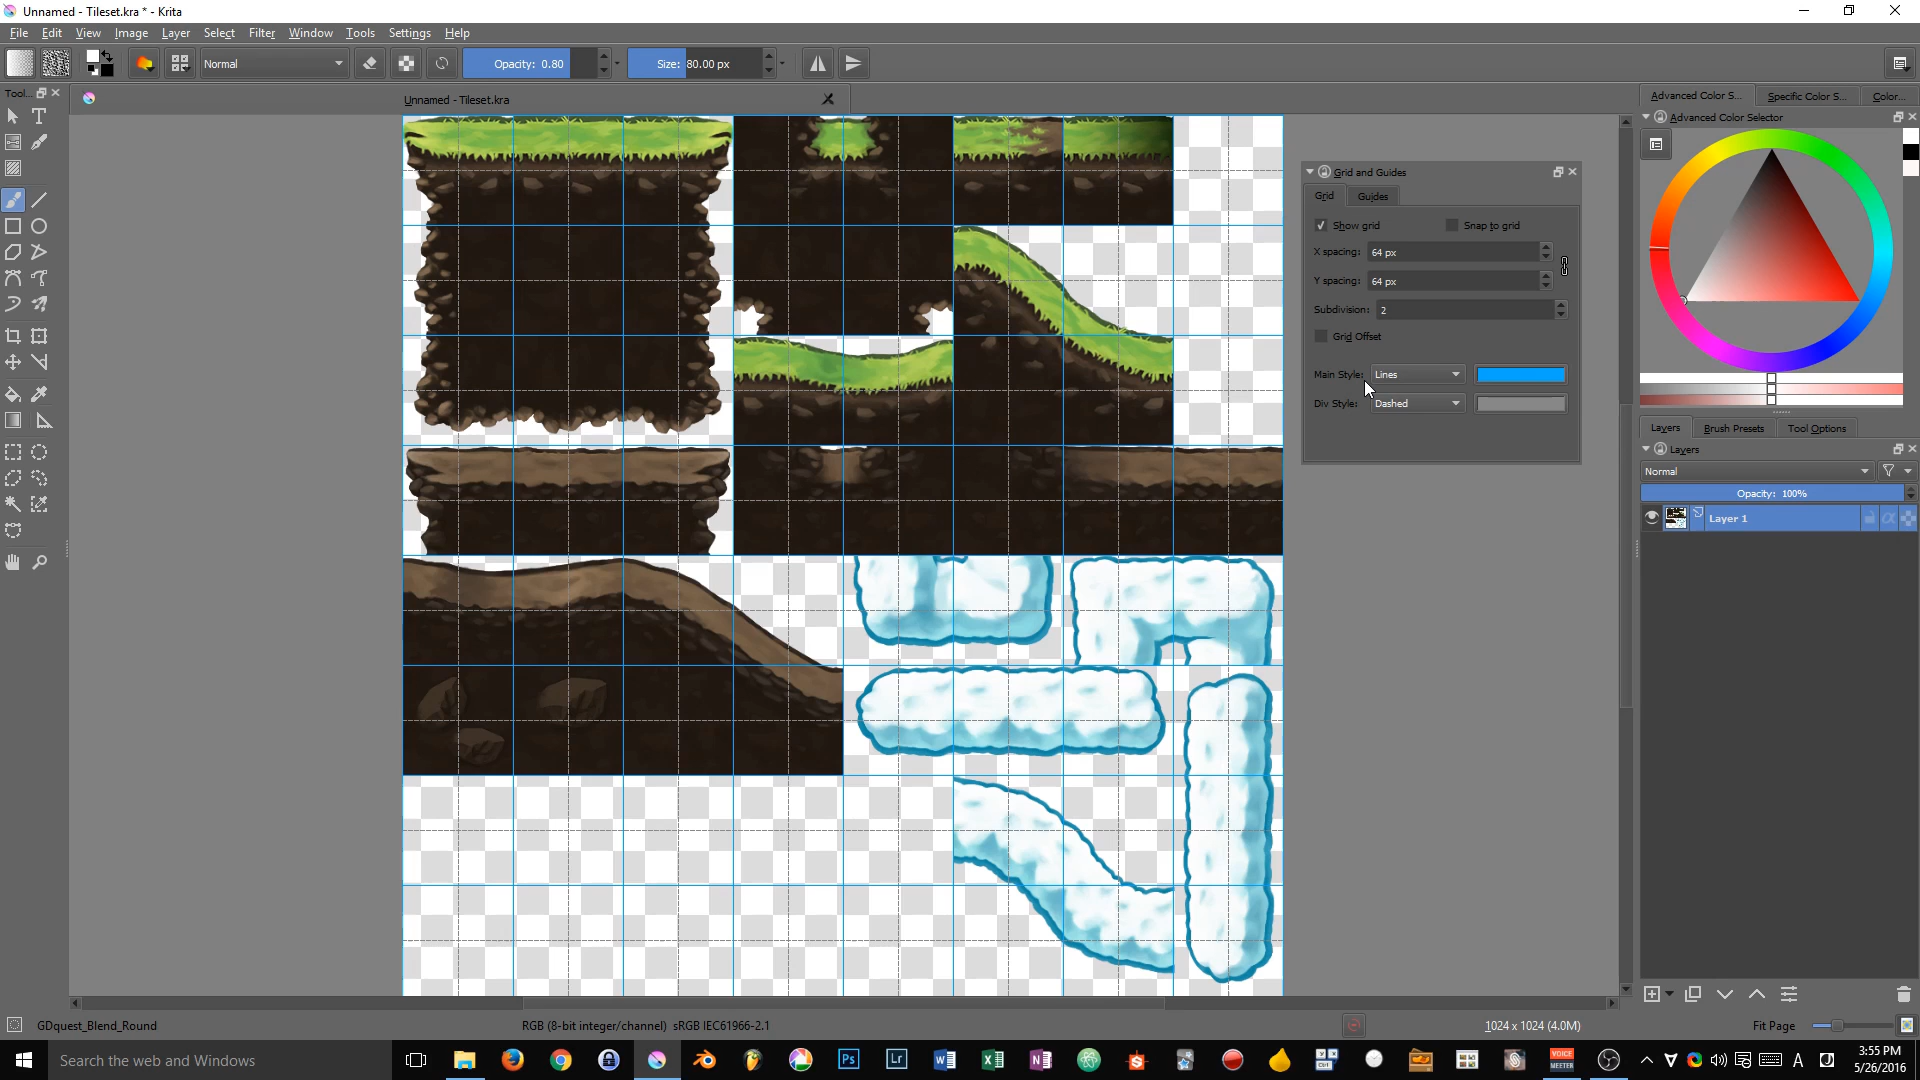 Unnamed - Tileset.kra * - Krita
File Edit View Image Layer Select Filter Window Tools Settings Help
Normal
Opacity: 0.80
Size: 80.00 px
Tool...
Unnamed - Tileset.kra
Advanced Color S...
Specific Color S...
Color...
Advanced Color Selector
Grid and Guides
Grid
Guides
Show grid
Snap to grid
X spacing: 64 px
Y spacing: 64 px
Subdivision: 2
Grid Offset
Main Style: Lines
Div Style: Dashed
Layers
Brush Presets
Tool Options
Layers
Normal
Opacity: 100%
Layer 1
GDquest_Blend_Round
RGB (8-bit integer/channel) sRGB IEC61966-2.1
1024 x 1024 (4.0M)
Fit Page
Search the web and Windows
Ps
Lr
VOICE
MEETER
A
3:55 PM
5/26/2016